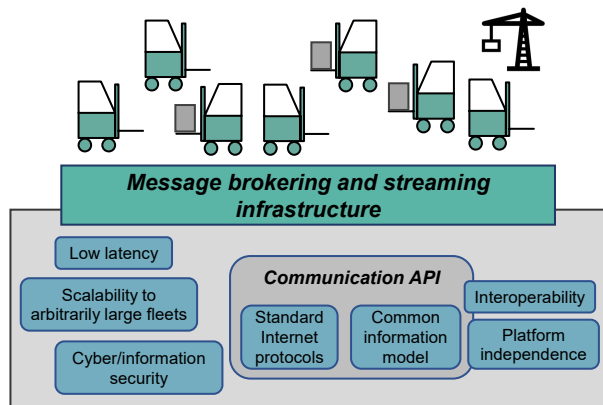 Message brokering and streaming
infrastructure
Low latency
Scalability to
arbitrarily large fleets
Cyber/information
security
Communication API
Standard
Internet
protocols
Common
information
model
Interoperability
Platform
independence